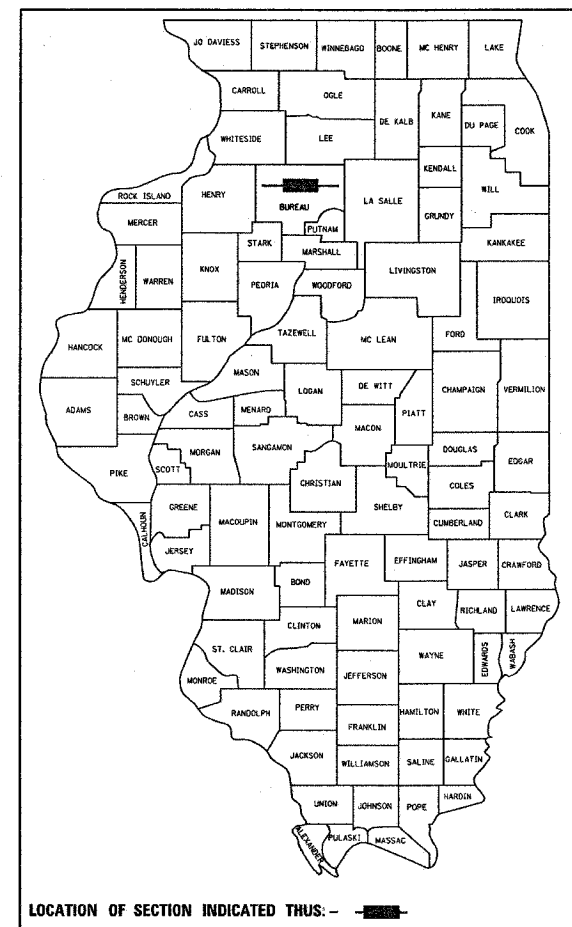 JO DAVIESS STEPHENSON WINNEBAGO BOONE MC HENRY LAKE
CARROLL OGLE DE KALB KANE DU PAGE COOK
WHITESIDE LEE
KENDALL WILL
ROCK ISLAND HENRY BUREAU LA SALLE GRUNDY
MERCER PUTNAM
STARK MARSHALL KANKAKEE
HENDERSON WARREN KNOX PEORIA WOODFORD LIVINGSTON IROQUOIS
HANCOCK MC DONOUGH FULTON TAZEWELL MC LEAN FORD
MASON
SCHUYLER LOGAN DE WITT CHAMPAIGN VERMILION
ADAMS BROWN CASS MENARD PIATT
MACON
MORGAN SANGAMON DOUGLAS EDGAR
PIKE SCOTT MOULTRIE
CHRISTIAN COLES
GREENE SHELBY
CALHOUN MACOUPIN MONTGOMERY CUMBERLAND CLARK
JERSEY
FAYETTE EFFINGHAM JASPER CRAWFORD
MADISON BOND
CLAY RICHLAND LAWRENCE
CLINTON MARION
ST. CLAIR WAYNE EDWARDS WABASH
WASHINGTON JEFFERSON
MONROE
RANDOLPH PERRY HAMILTON WHITE
FRANKLIN
JACKSON WILLIAMSON SALINE GALLATIN
HARDIN
UNION JOHNSON POPE
ALEXANDER PULASKI MASSAC
LOCATION OF SECTION INDICATED THUS: -